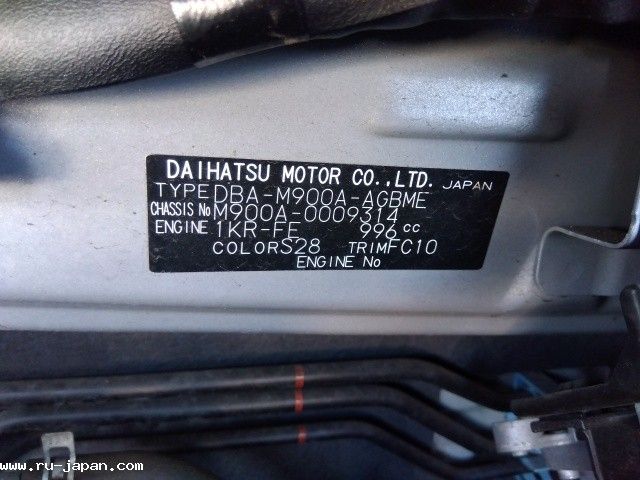 DAIHATSU MOTOR CO.,LTD. JAPAN
TYPE DBA-M900A-AGBME
CHASSIS No M900A-0009314
ENGINE 1KR-FE 996 cc
COLOR S28 TRIM FC10
ENGINE No
www.ru-japan.com